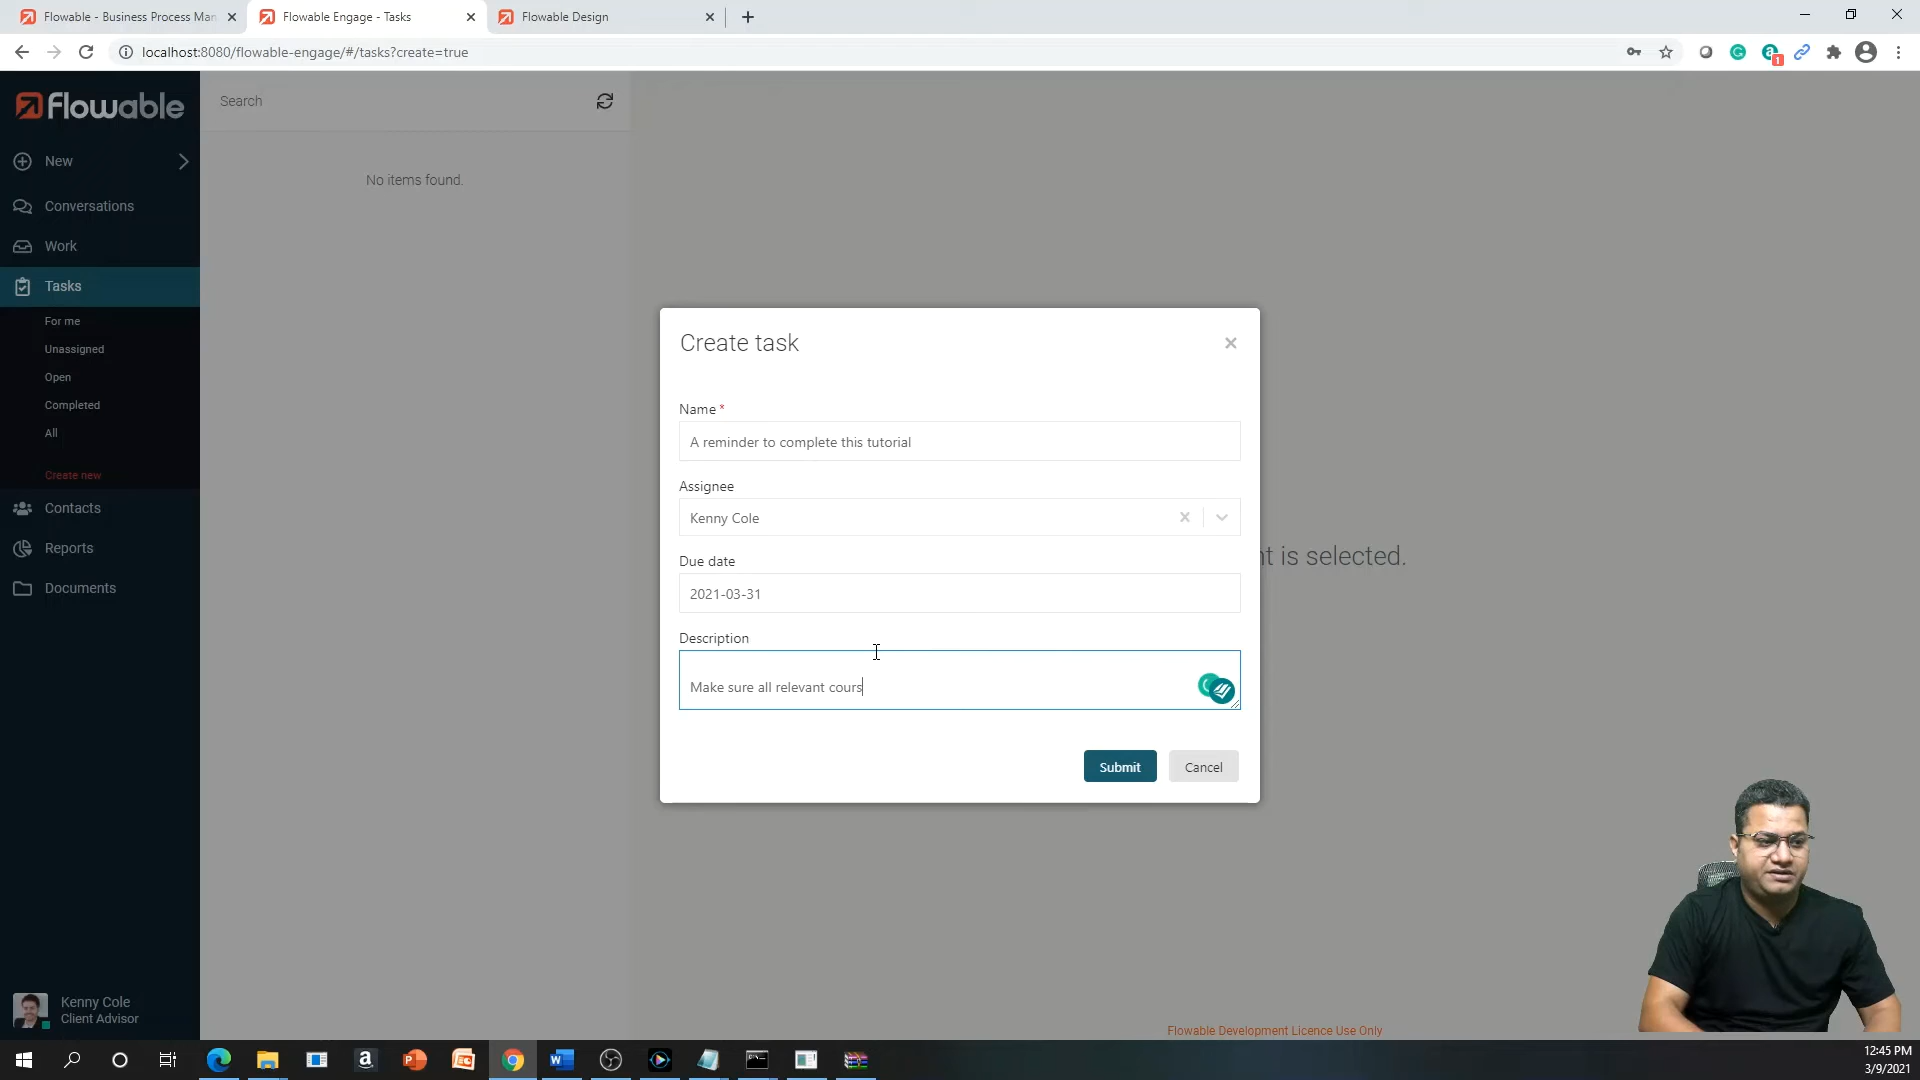 Flowable - Business Process Man
Flowable Engage - Tasks
Flowable Design
localhost:8080/flowable-engage/#/tasks?create=true
1
Flowable
Search
New
No items found.
Conversations
Work
Tasks
For me
Unassigned
Open
Completed
All
Create new
Contacts
Reports
Documents
Create task
Name *
A reminder to complete this tutorial
Assignee
Kenny Cole
Due date
2021-03-31
Description
Make sure all relevant cours
Submit
Cancel
nt is selected.
Kenny Cole
Client Advisor
Flowable Development Licence Use Only
12:45 PM
3/9/2021